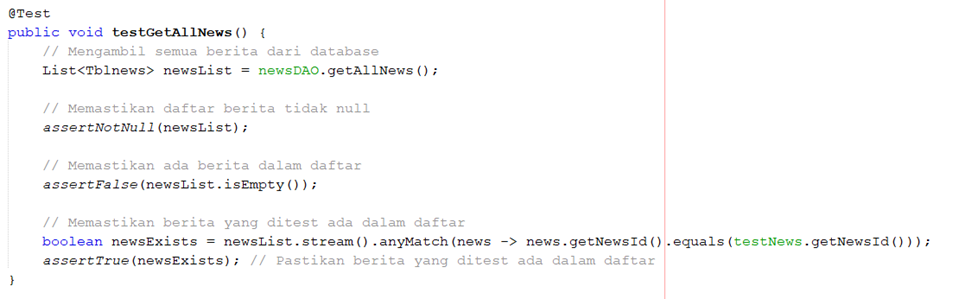 @Test
public void testGetAllNews() {
// Mengambil semua berita dari database
List<Tblnews> newsList = newsDAO.getAllNews();
// Memastikan daftar berita tidak null
assertNotNull(newsList);
// Memastikan ada berita dalam daftar
assertFalse(newsList.isEmpty());
// Memastikan berita yang ditest ada dalam daftar
boolean newsExists = newsList.stream().anyMatch(news -> news.getNewsId().equals(testNews.getNewsId()));
assertTrue(newsExists); // Pastikan berita yang ditest ada dalam daftar
}